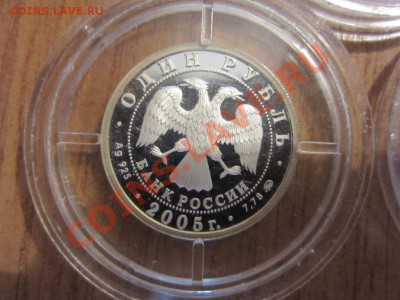 COINS.LAVE.RU
COINS.LAVE.RU
ОДИН РУБЛЬ
Ag 925
БАНК РОССИИ
2005 г.
7,78